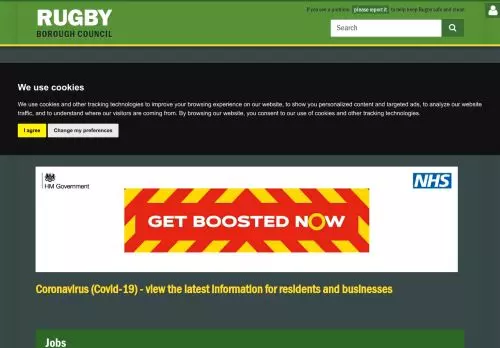 RUGBY
BOROUGH COUNCIL
If you see a problem, please report it to help keep Rugby safe and clean
Search
We use cookies
We use cookies and other tracking technologies to improve your browsing experience on our website, to show you personalized content and targeted ads, to analyze our website
traffic, and to understand where our visitors are coming from. By browsing our website, you consent to our use of cookies and other tracking technologies.
I agree
Change my preferences
HM Government
NHS
GET BOOSTED NOW
Coronavirus (Covid-19) - view the latest information for residents and businesses
Jobs